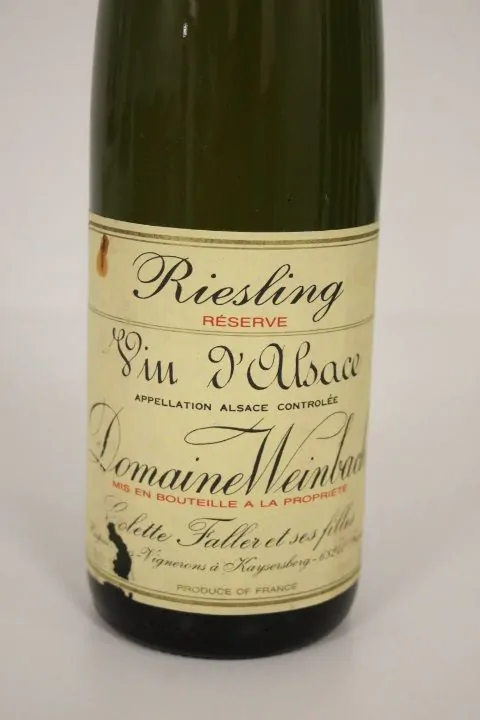 Riesling
RÉSERVE
Vin d'Alsace
APPELLATION ALSACE CONTROLÉE
Domaine Weinbach
MIS EN BOUTEILLE A LA PROPRIÉTÉ
Colette Faller et ses filles
-Vignerons à Kaysersberg-
PRODUCE OF FRANCE